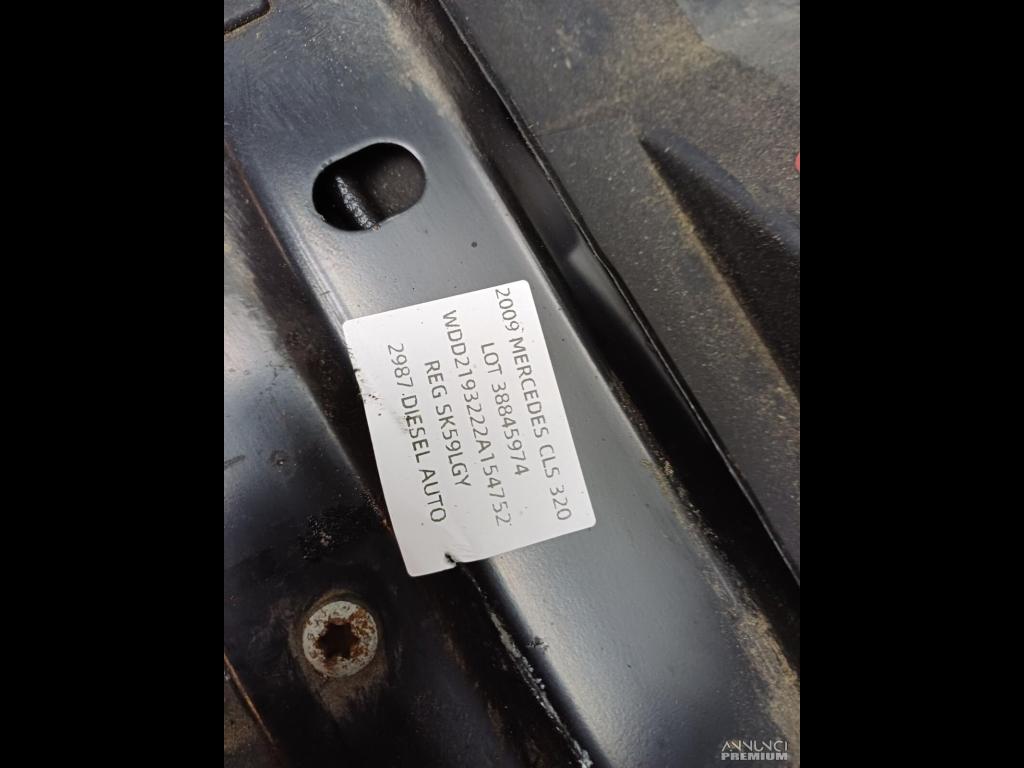 2009 MERCEDES CLS 320
LOT 38845974
WDD2193222A154752
REG SK59LGY
2987 DIESEL AUTO
ANNUNCI
PREMIUM